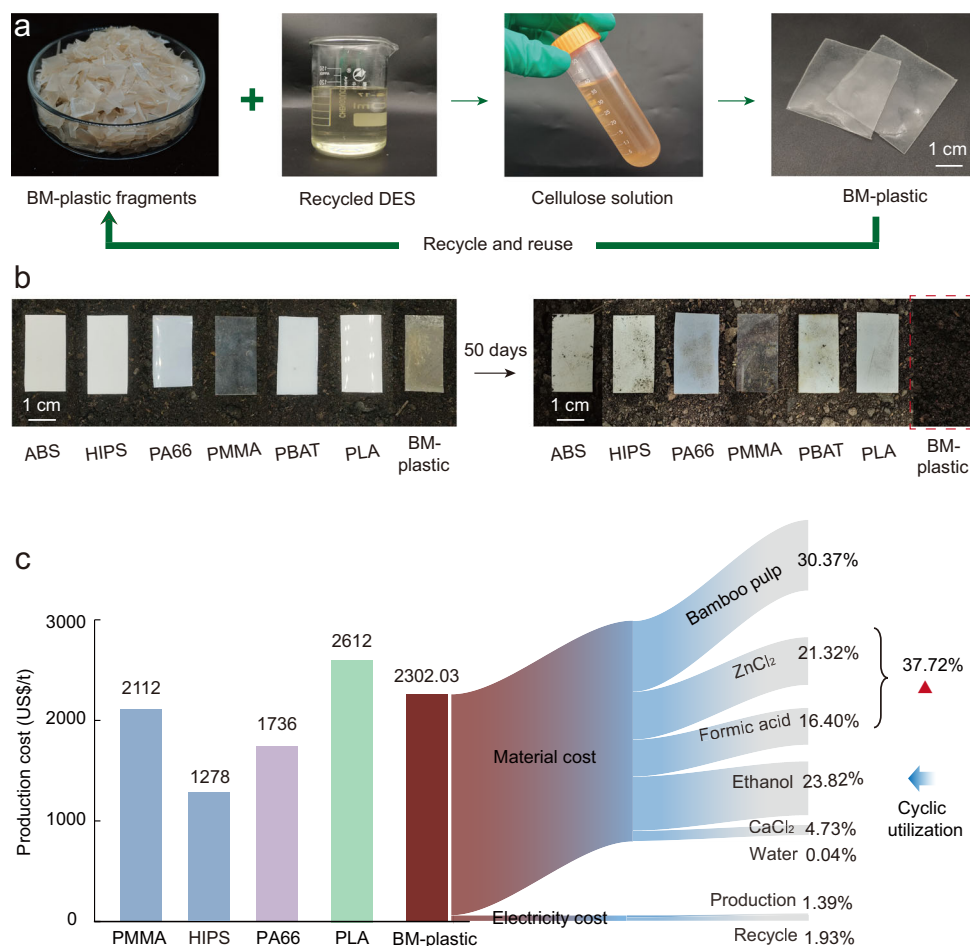 a
BM-plastic fragments
Recycled DES
Cellulose solution
BM-plastic
1 cm
Recycle and reuse
b
1 cm
ABS
HIPS
PA66
PMMA
PBAT
PLA
BM-
plastic
50 days
1 cm
ABS
HIPS
PA66
PMMA
PBAT
PLA
BM-
plastic
c
Production cost (US$/t)
3000
2000
1000
0
2112
1278
1736
2612
2302.03
PMMA
HIPS
PA66
PLA
BM-plastic
Material cost
Electricity cost
Bamboo pulp
30.37%
ZnCl₂
21.32%
Formic acid
16.40%
37.72%
Ethanol
23.82%
CaCl₂
4.73%
Water
0.04%
Cyclic
utilization
Production
1.39%
Recycle
1.93%